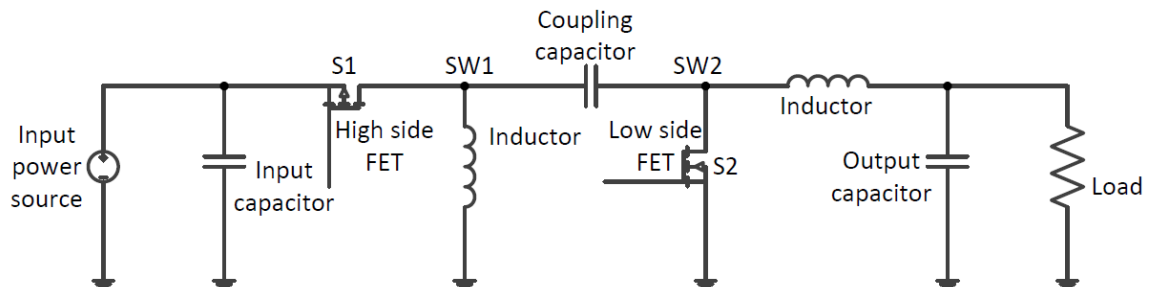 Coupling
capacitor
S1
SW1
SW2
Input
power
source
Input
capacitor
High side
FET
Inductor
Low side
FET
S2
Inductor
Output
capacitor
Load